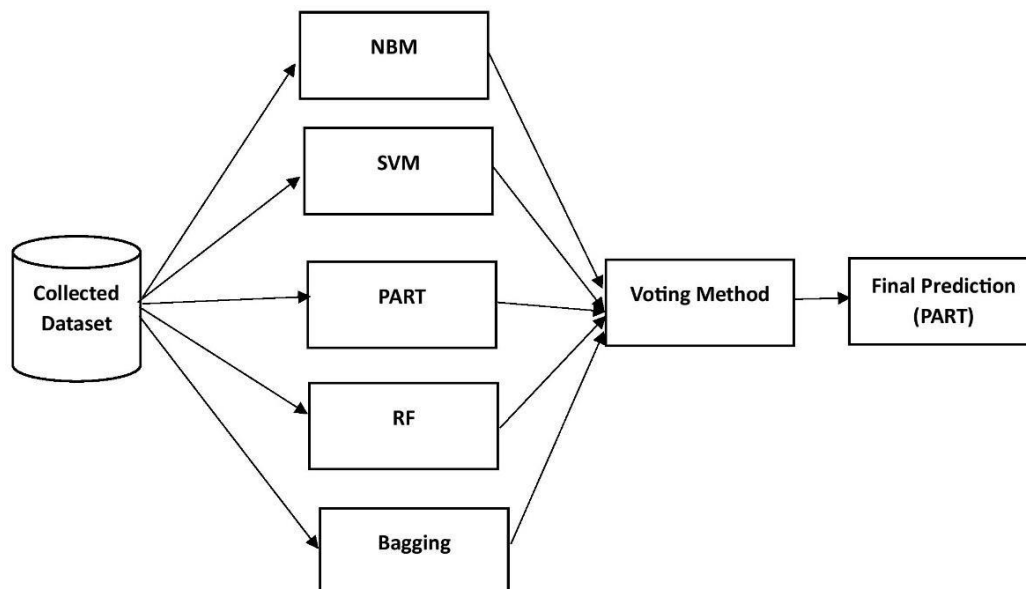 NBM
SVM
Collected
Dataset
PART
Voting Method
Final Prediction
(PART)
RF
Bagging